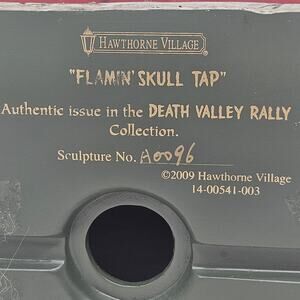 HAWTHORNE VILLAGE
"FLAMIN' SKULL TAP"
Authentic issue in the DEATH VALLEY RALLY
Collection.
Sculpture No. A0096
©2009 Hawthorne Village
14-00541-003